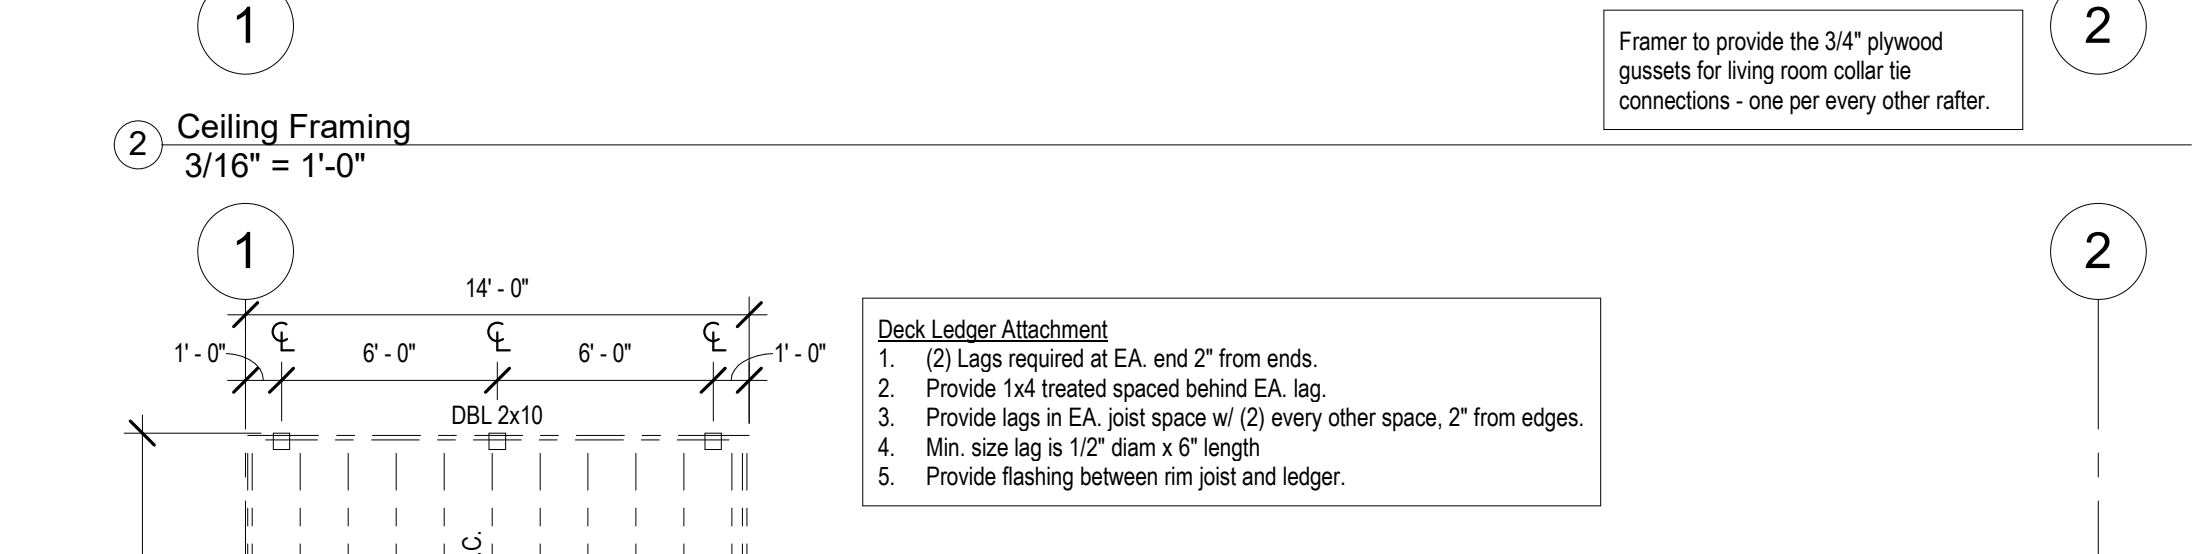 1
Framer to provide the 3/4" plywood
gussets for living room collar tie
connections - one per every other rafter.
2
2
Ceiling Framing
3/16" = 1'-0"
1
2
14' - 0"
℄
℄
℄
1' - 0"
6' - 0"
6' - 0"
1' - 0"
DBL 2x10
Deck Ledger Attachment
1. (2) Lags required at EA. end 2" from ends.
2. Provide 1x4 treated spaced behind EA. lag.
3. Provide lags in EA. joist space w/ (2) every other space, 2" from edges.
4. Min. size lag is 1/2" diam x 6" length
5. Provide flashing between rim joist and ledger.